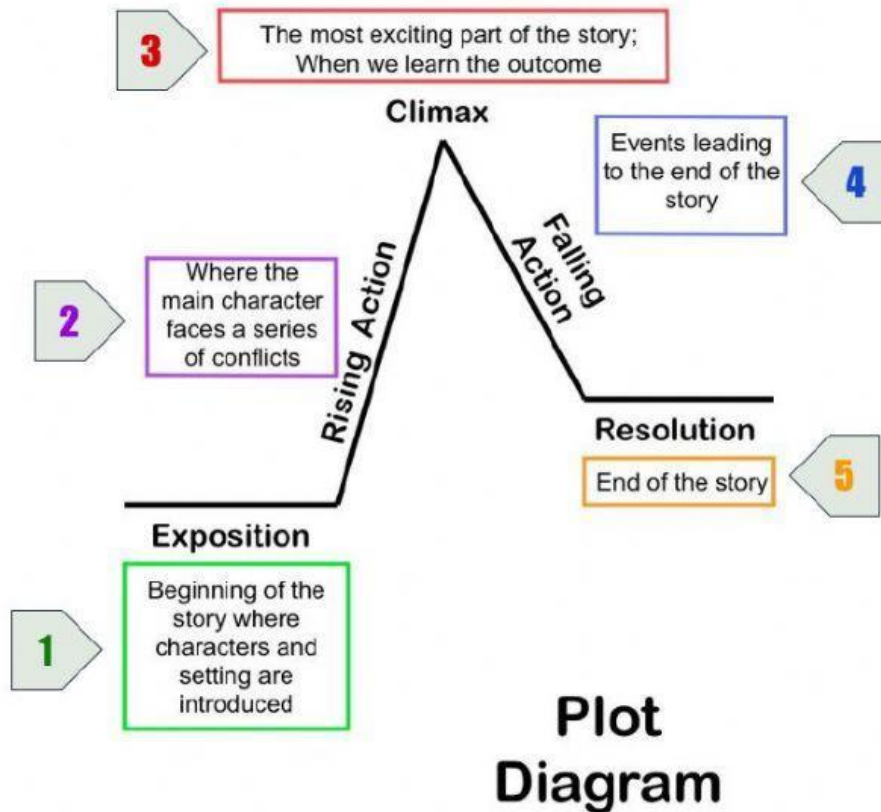 3
The most exciting part of the story;
When we learn the outcome
Climax
Events leading
to the end of the
story
4
Falling
Action
Where the
main character
faces a series
of conflicts
2
Rising Action
Resolution
End of the story
5
Exposition
Beginning of the
story where
characters and
setting are
introduced
1
Plot
Diagram